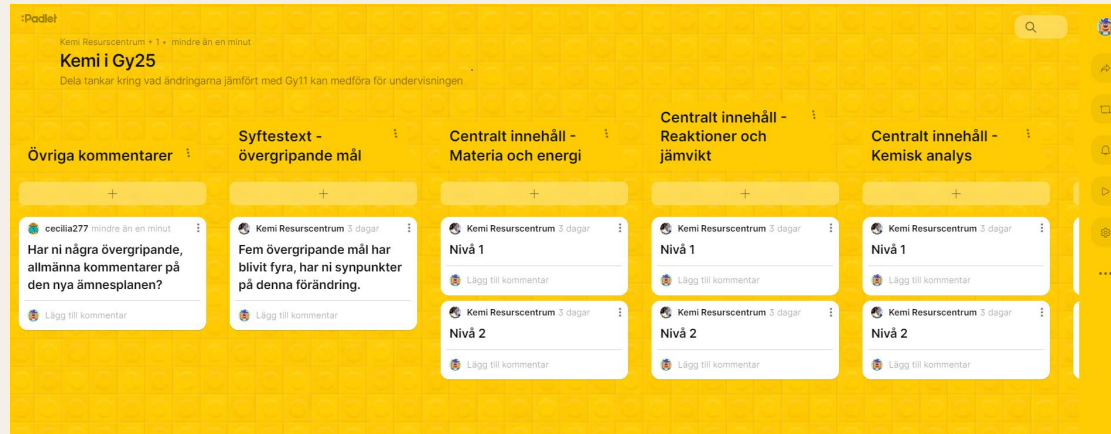 :Padlet
Kemi Resurscentrum + 1 • mindre än en minut
Kemi i Gy25
Dela tankar kring vad ändringarna jämfört med Gy11 kan medföra för undervisningen
Övriga kommentarer
+
cecilia277 mindre än en minut
Har ni några övergripande,
allmänna kommentarer på
den nya ämnesplanen?
Lägg till kommentar
Syftestext -
övergripande mål
+
Kemi Resurscentrum 3 dagar
Fem övergripande mål har
blivit fyra, har ni synpunkter
på denna förändring.
Lägg till kommentar
Centralt innehåll -
Materia och energi
+
Kemi Resurscentrum 3 dagar
Nivå 1
Lägg till kommentar
Kemi Resurscentrum 3 dagar
Nivå 2
Lägg till kommentar
Centralt innehåll -
Reaktioner och
jämvikt
+
Kemi Resurscentrum 3 dagar
Nivå 1
Lägg till kommentar
Kemi Resurscentrum 3 dagar
Nivå 2
Lägg till kommentar
Centralt innehåll -
Kemisk analys
+
Kemi Resurscentrum 3 dagar
Nivå 1
Lägg till kommentar
Kemi Resurscentrum 3 dagar
Nivå 2
Lägg till kommentar